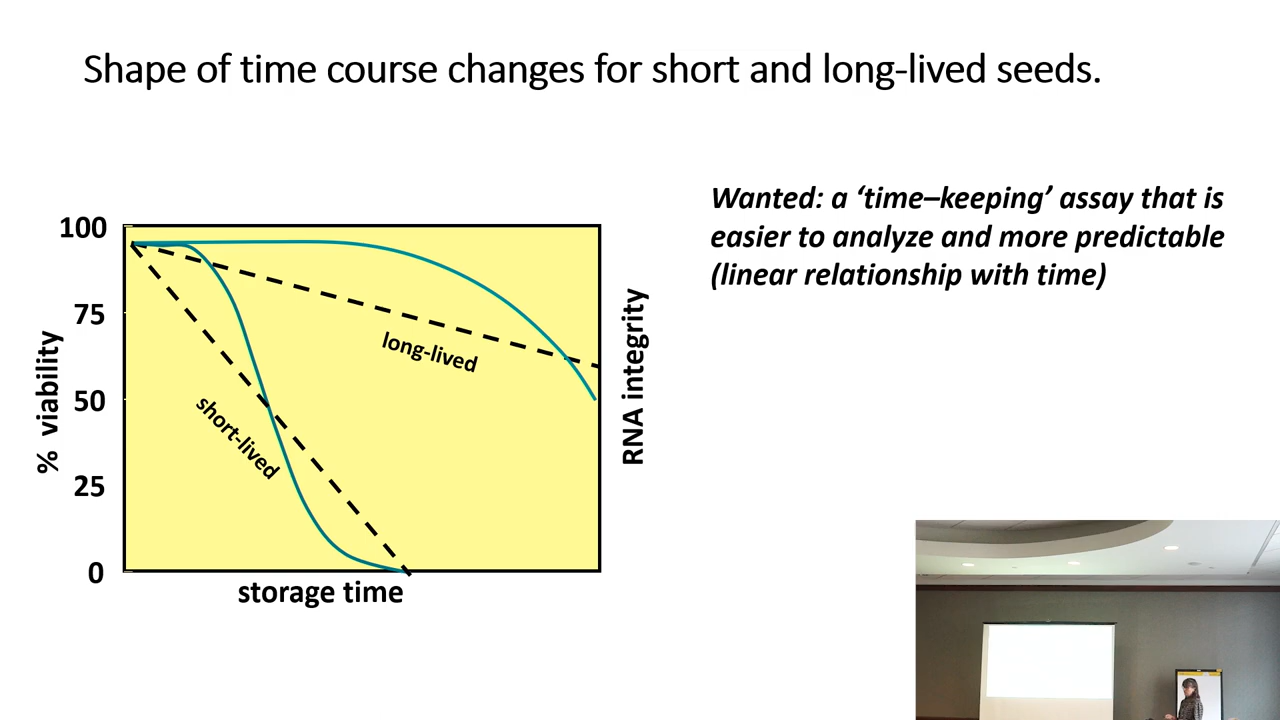 Shape of time course changes for short and long-lived seeds.
Wanted: a ‘time–keeping’ assay that is
easier to analyze and more predictable
(linear relationship with time)
100
75
50
25
0
% viability
long-lived
short-lived
RNA integrity
storage time